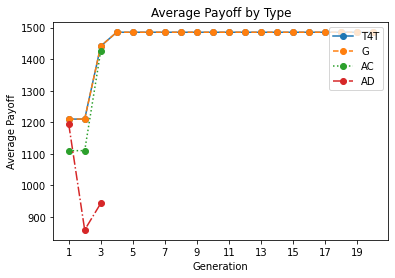 Average Payoff by Type
1500
1400
1300
1200
1100
1000
900
Average Payoff
T4T
G
AC
AD
1 3 5 7 9 11 13 15 17 19
Generation